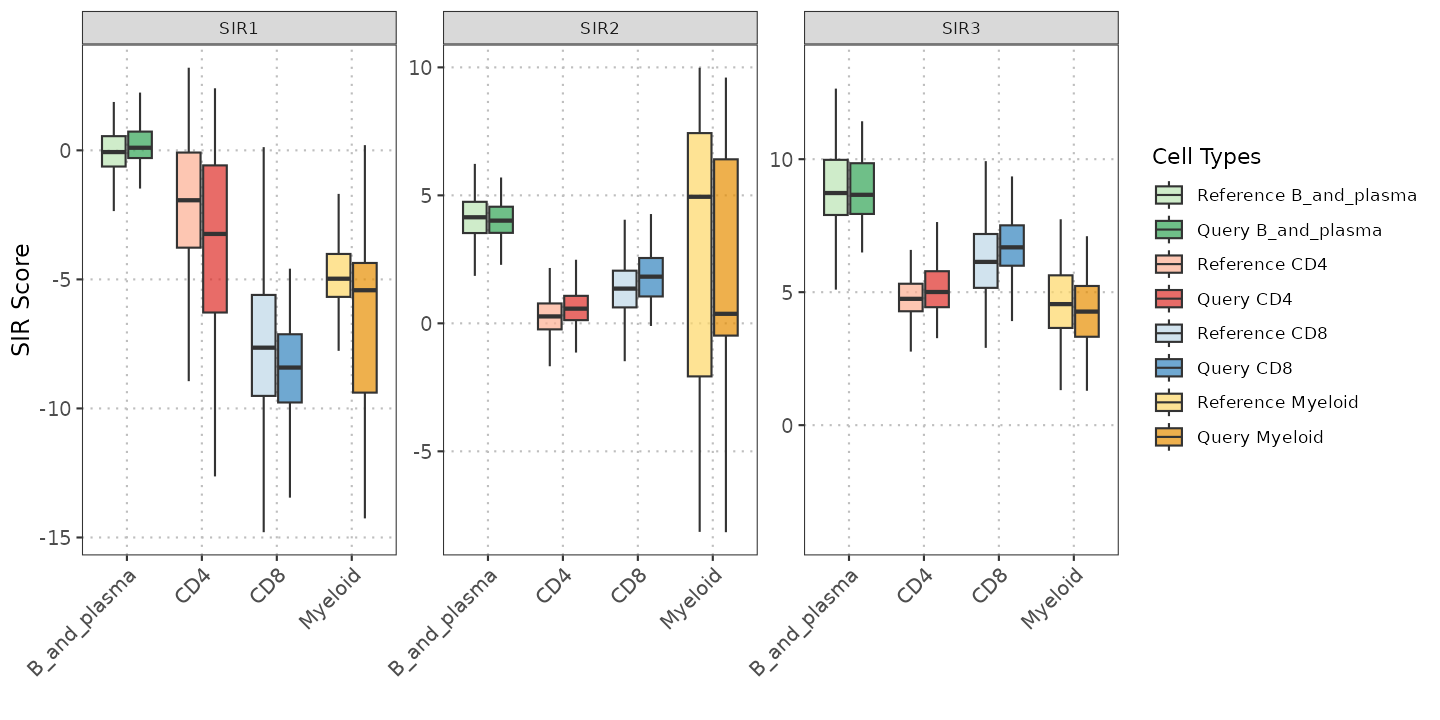 SIR1
SIR2
SIR3
SIR Score
0
-5
-10
-15
10
5
0
-5
10
5
0
B_and_plasma
CD4
CD8
Myeloid
B_and_plasma
CD4
CD8
Myeloid
B_and_plasma
CD4
CD8
Myeloid
Cell Types
Reference B_and_plasma
Query B_and_plasma
Reference CD4
Query CD4
Reference CD8
Query CD8
Reference Myeloid
Query Myeloid